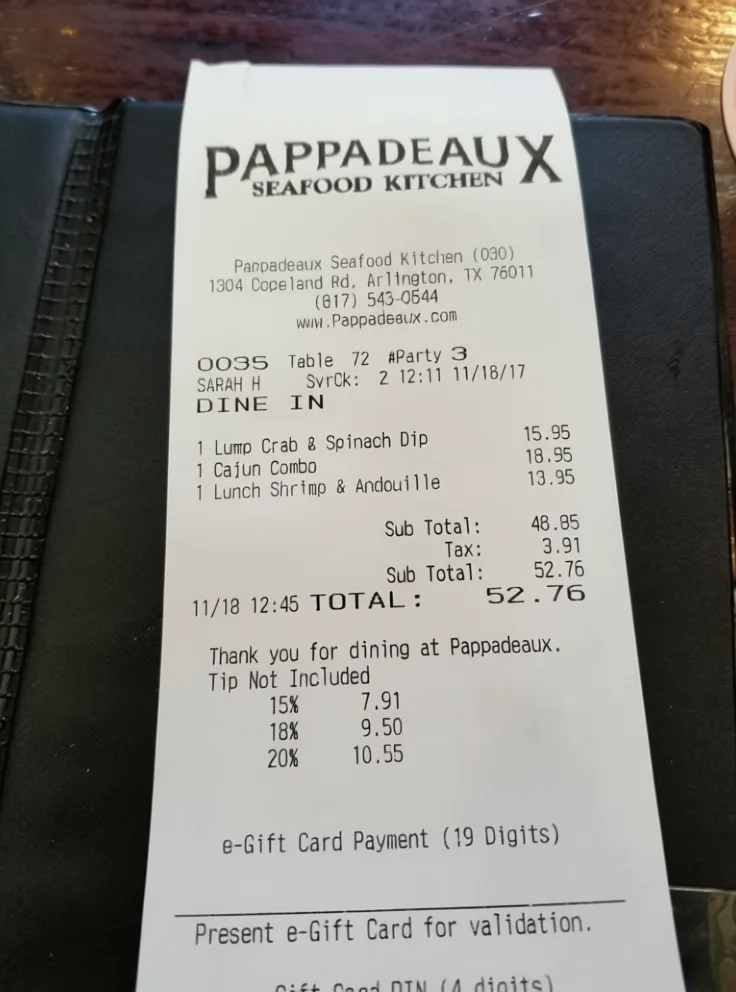 PAPPADEAUX
SEAFOOD KITCHEN
Pappadeaux Seafood Kitchen (030)
1304 Copeland Rd, Arlington, TX 76011
(817) 543-0544
www.Pappadeaux.com
0035 Table 72 #Party 3
SARAH H SvrCk: 2 12:11 11/18/17
DINE IN
1 Lump Crab & Spinach Dip 15.95
1 Cajun Combo 18.95
1 Lunch Shrimp & Andouille 13.95
Sub Total: 48.85
Tax: 3.91
Sub Total: 52.76
11/18 12:45 TOTAL: 52.76
Thank you for dining at Pappadeaux.
Tip Not Included
15% 7.91
18% 9.50
20% 10.55
e-Gift Card Payment (19 Digits)
Present e-Gift Card for validation.
Gift Card PIN (4 digits)